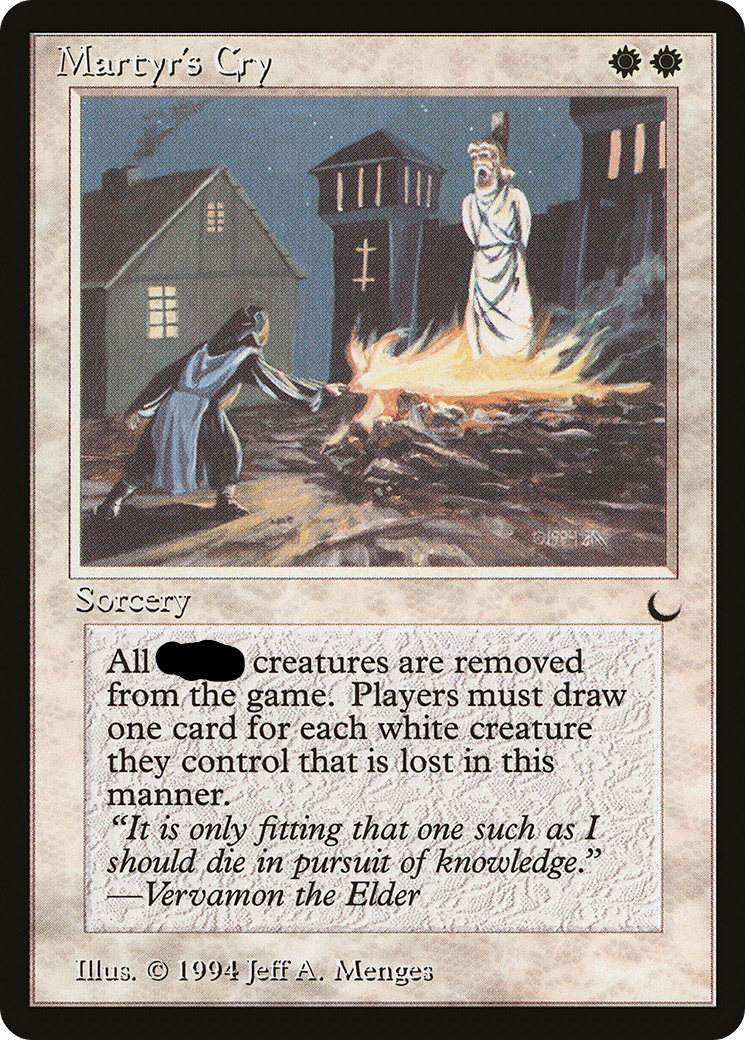 Martyr's Cry
©1994 JAM
Sorcery
All creatures are removed
from the game. Players must draw
one card for each white creature
they control that is lost in this
manner.
“It is only fitting that one such as I
should die in pursuit of knowledge.”
—Vervamon the Elder
Illus. © 1994 Jeff A. Menges